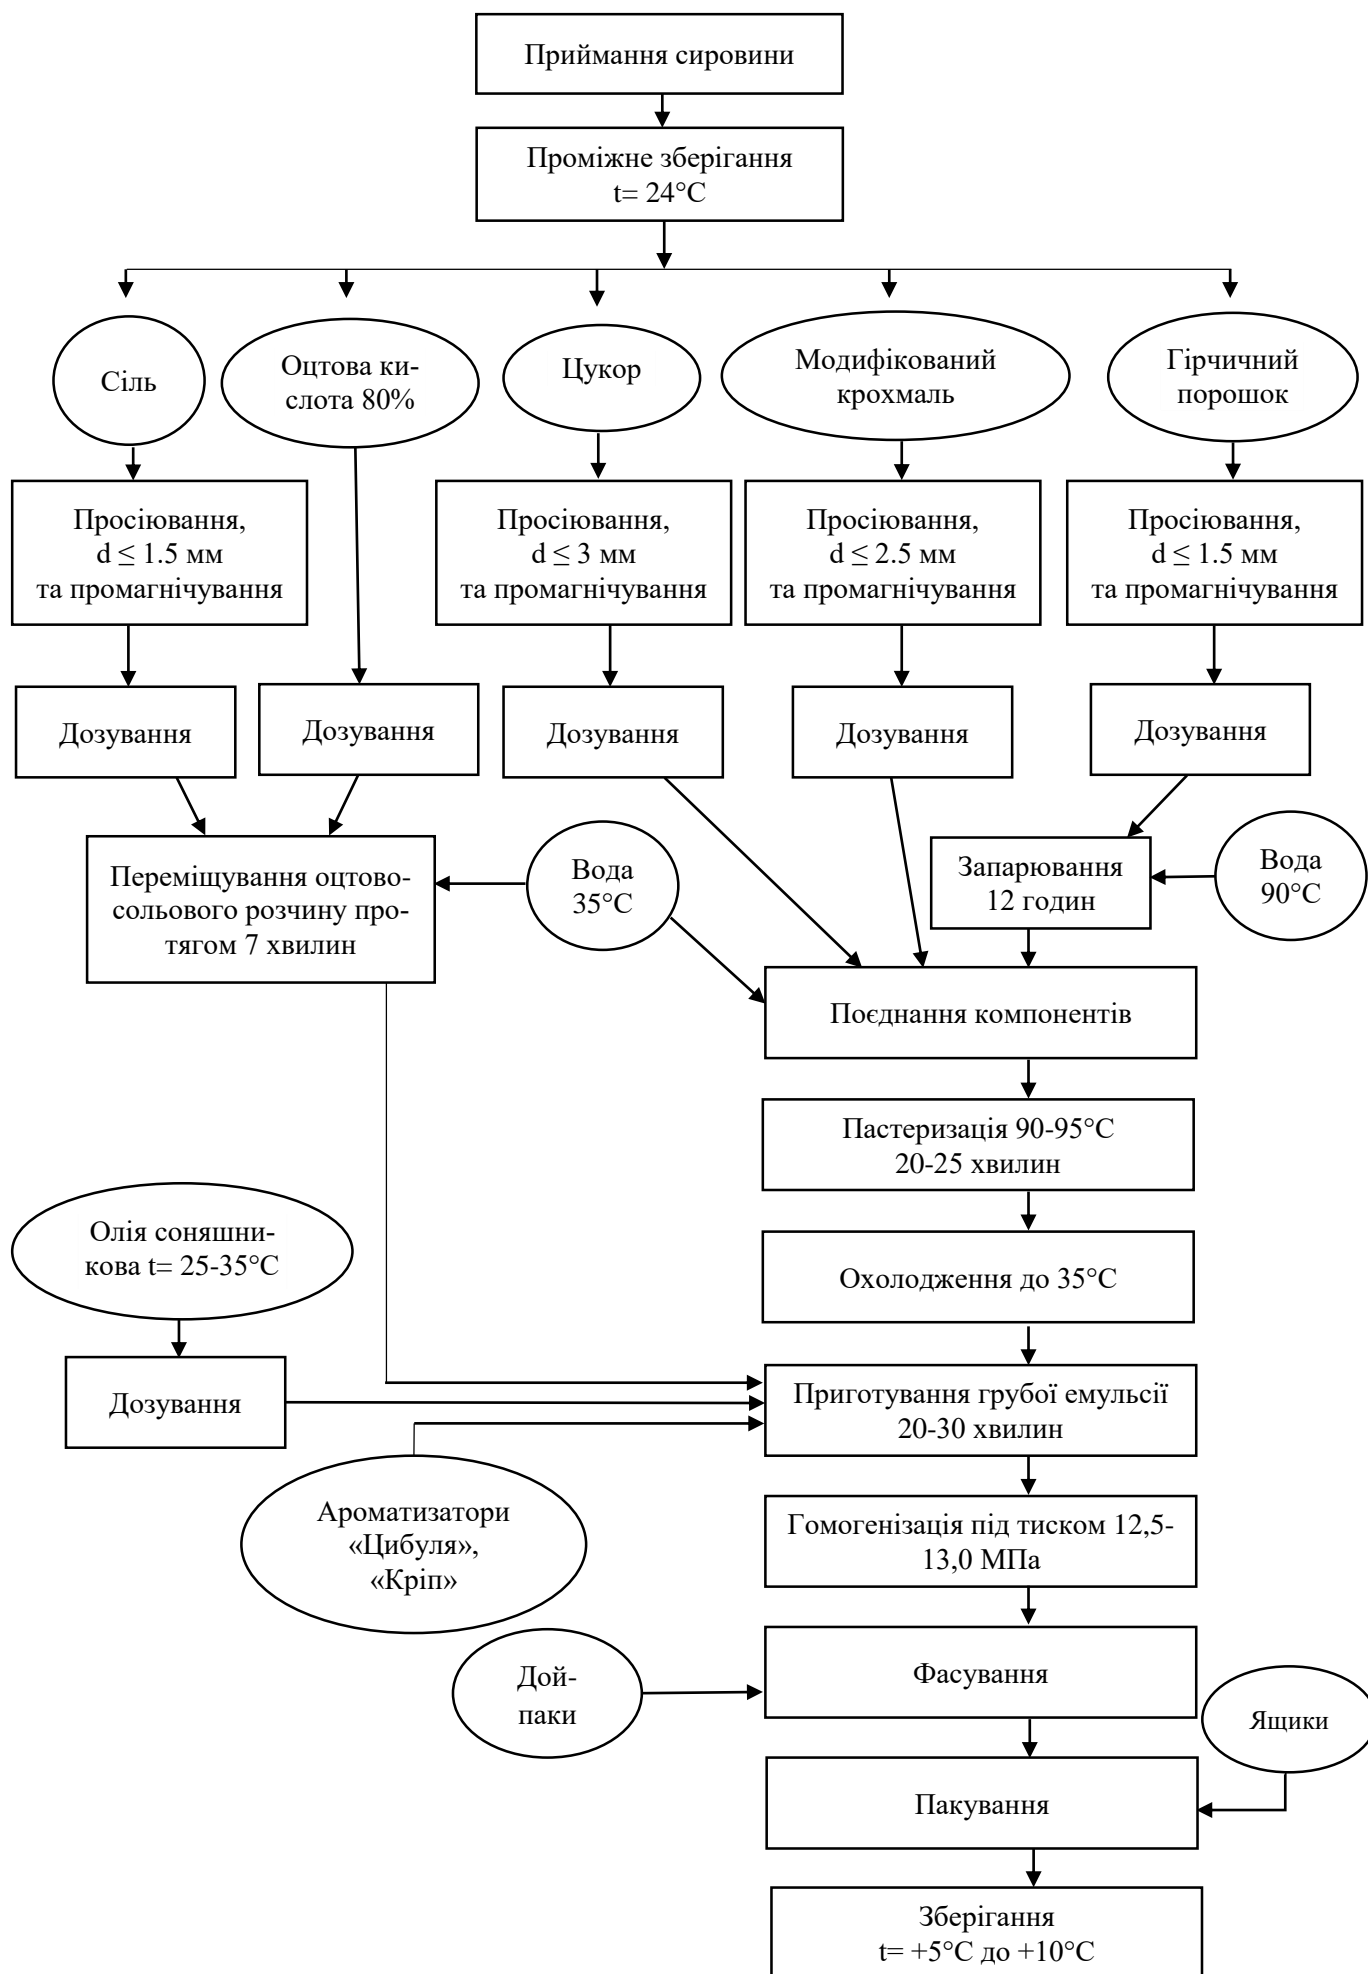 Приймання сировини
Проміжне зберігання
t= 24°C
Сіль
Оцтова ки-
слота 80%
Цукор
Модифікований
крохмаль
Гірчичний
порошок
Просіювання,
d ≤ 1.5 мм
та промагнічування
Просіювання,
d ≤ 3 мм
та промагнічування
Просіювання,
d ≤ 2.5 мм
та промагнічування
Просіювання,
d ≤ 1.5 мм
та промагнічування
Дозування
Дозування
Дозування
Дозування
Дозування
Переміщування оцтово-
сольового розчину про-
тягом 7 хвилин
Вода
35°C
Запарювання
12 годин
Вода
90°C
Поєднання компонентів
Пастеризація 90-95°C
20-25 хвилин
Олія соняшни-
кова t= 25-35°C
Охолодження до 35°C
Дозування
Приготування грубої емульсії
20-30 хвилин
Ароматизатори
«Цибуля»,
«Кріп»
Гомогенізація під тиском 12,5-
13,0 МПа
Дой-
паки
Фасування
Ящики
Пакування
Зберігання
t= +5°C до +10°C